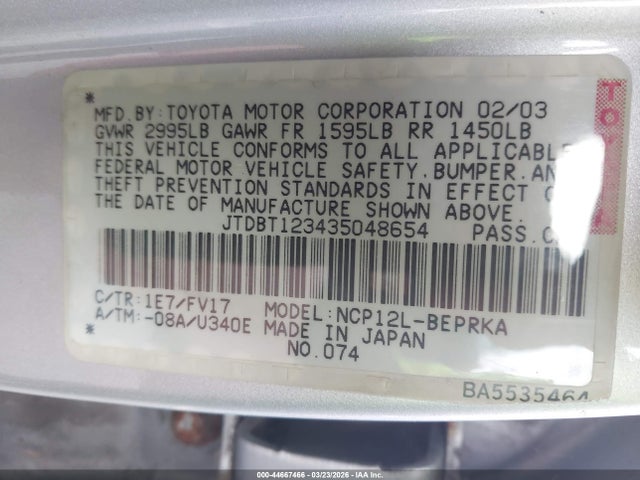 *
MFD.BY:TOYOTA MOTOR CORPORATION 02/03
GVWR 2995LB GAWR FR 1595LB RR 1450LB
THIS VEHICLE CONFORMS TO ALL APPLICABLE
FEDERAL MOTOR VEHICLE SAFETY.BUMPER.AN
THEFT PREVENTION STANDARDS IN EFFECT
THE DATE OF MANUFACTURE SHOWN ABOVE.
JTDBT123435048654 PASS.C
C/TR:1E7/FV17 MODEL:NCP12L-BEPRKA
A/TM:-08A/U340E MADE IN JAPAN
*
NO.074
BA5535464
000-44667466 | 03/23/2026 - IAAI.COM